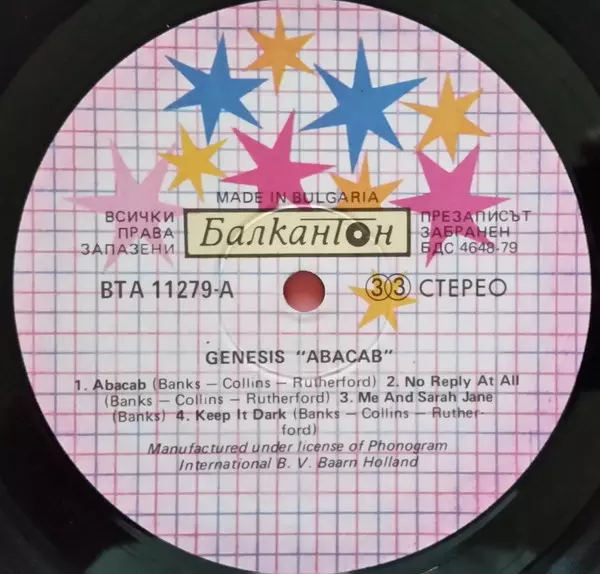 MADE IN BULGARIA
ВСИЧКИ
ПРАВА
ЗАПАЗЕНИ
Балкантон
ПРЕЗАПИСЪТ
ЗАБРАНЕН
БДС 4648-79
ВТА 11279-А
33 СТЕРЕО
GENESIS "ABACAB"
1. Abacab (Banks – Collins – Rutherford) 2. No Reply At All
(Banks – Collins – Rutherford) 3. Me And Sarah Jane
(Banks) 4. Keep It Dark (Banks – Collins – Ruther-
ford)
Manufactured under license of Phonogram
International B. V. Baarn Holland